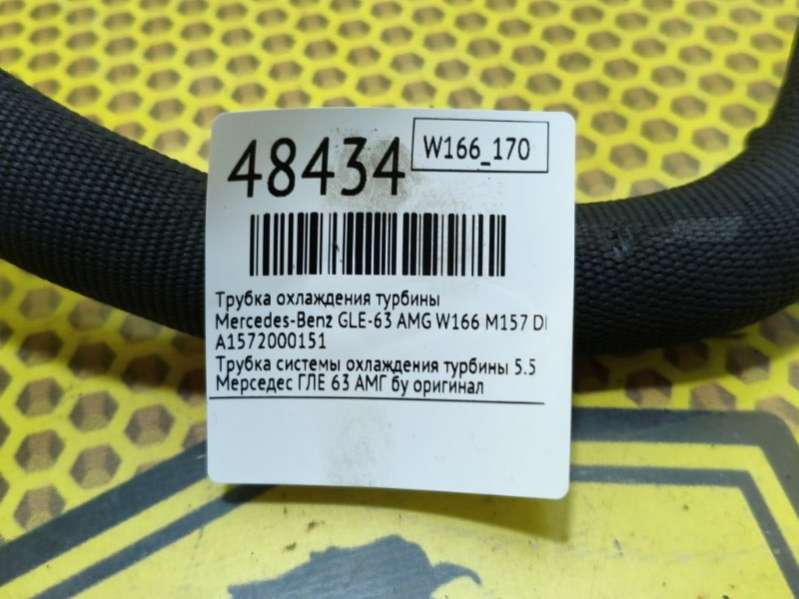 48434
W166_170
Трубка охлаждения турбины
Mercedes-Benz GLE-63 AMG W166 M157 DI
A1572000151
Трубка системы охлаждения турбины 5.5
Мерседес ГЛЕ 63 АМГ бу оригинал